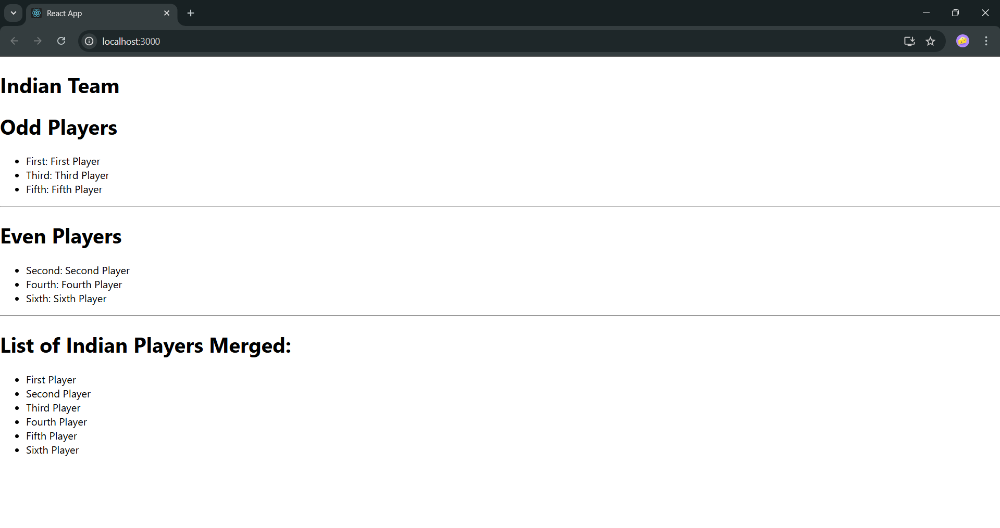 React App
localhost:3000
Indian Team
Odd Players
First: First Player
Third: Third Player
Fifth: Fifth Player
Even Players
Second: Second Player
Fourth: Fourth Player
Sixth: Sixth Player
List of Indian Players Merged:
First Player
Second Player
Third Player
Fourth Player
Fifth Player
Sixth Player